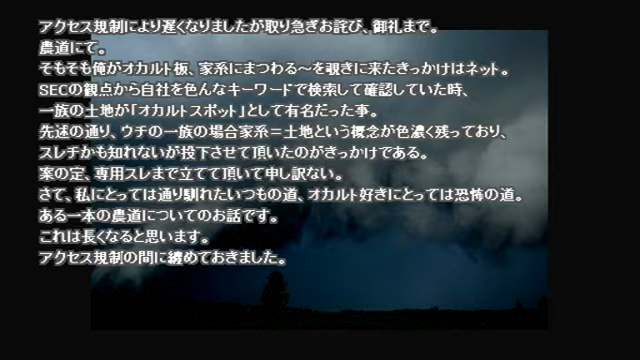 アクセス規制により遅くなりましたが取り急ぎお詫び、御礼まで。
農道にて。
そもそも俺がオカルト板、家系にまつわる～を覗きに来たきっかけはネット。
SECの観点から自社を色んなキーワードで検索して確認していた時、
一族の土地が「オカルトスポット」として有名だった事。
先述の通り、ウチの一族の場合家系＝土地という概念が色濃く残っており、
スレチかも知れないが投下させて頂いたのがきっかけである。
案の定、専用スレまで立てて頂いて申し訳ない。
さて、私にとっては通り馴れたいつもの道、オカルト好きにとっては恐怖の道。
ある一本の農道についてのお話です。
これは長くなると思います。
アクセス規制の間に纏めておきました。